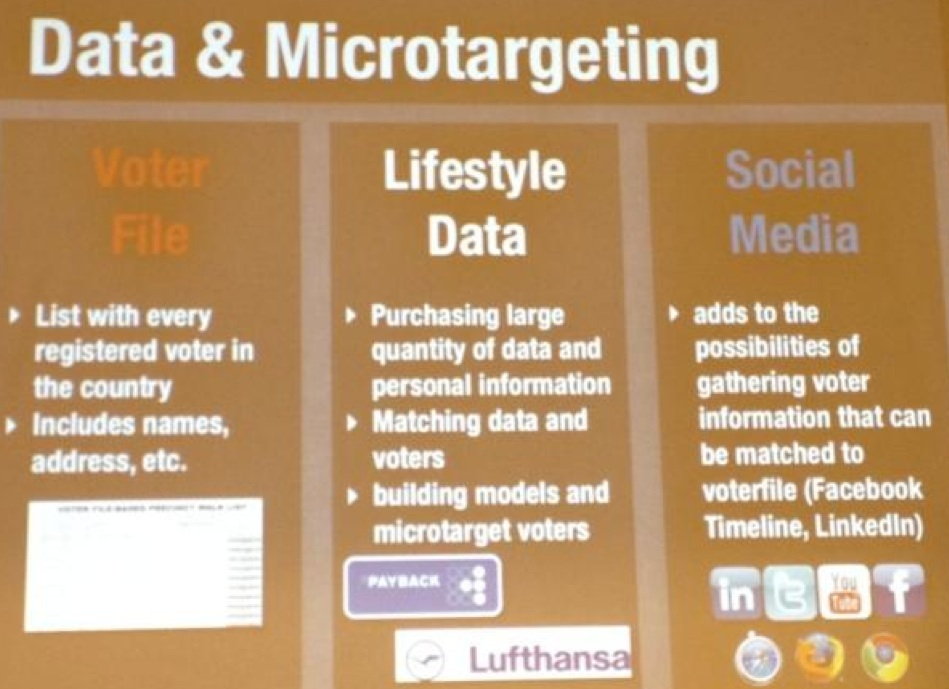 Data & Microtargeting
Voter
File
List with every
registered voter in
the country
Includes names,
address, etc.
VOTER FILE-BASED PRECINCT WALK LIST
Lifestyle
Data
Purchasing large
quantity of data and
personal information
Matching data and
voters
building models and
microtarget voters
PAYBACK
Lufthansa
Social
Media
adds to the
possibilities of
gathering voter
information that can
be matched to
voterfile (Facebook
Timeline, LinkedIn)
in
t
You
Tube
f